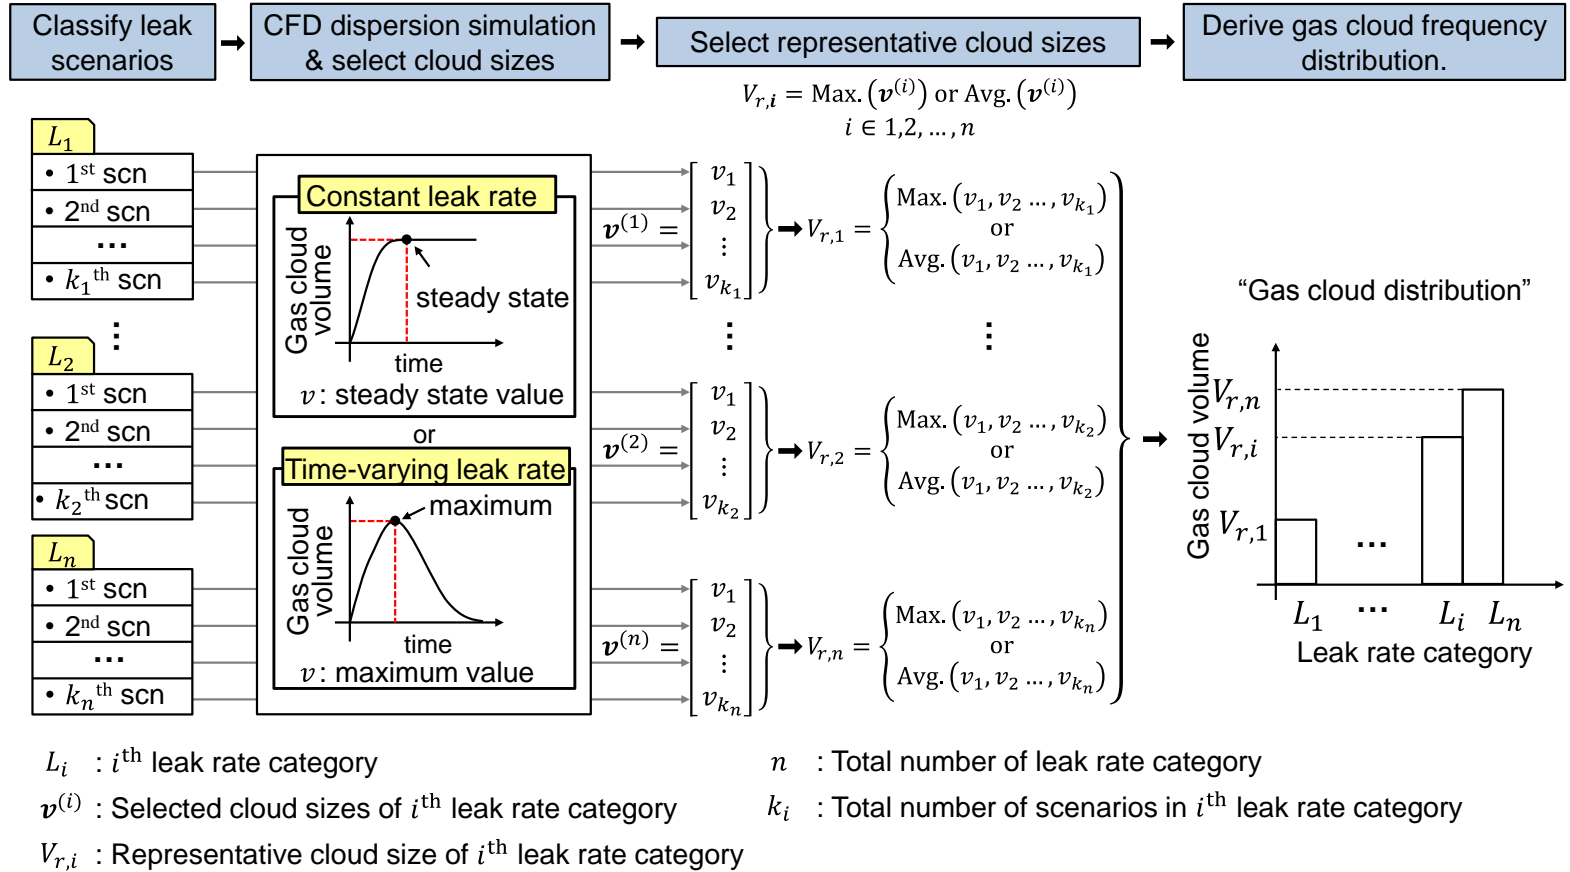 Classify leak
scenarios
CFD dispersion simulation
& select cloud sizes
Select representative cloud sizes
Derive gas cloud frequency
distribution.
V_{r,i} = Max.(v^{(i)}) or Avg.(v^{(i)})
i ∈ 1,2, … , n
L_1
• 1st scn
• 2nd scn
…
• k_1th scn
⋮
L_2
• 1st scn
• 2nd scn
…
• k_2th scn
L_n
• 1st scn
• 2nd scn
…
• k_nth scn
Constant leak rate
Gas cloud
volume
steady state
time
v : steady state value
or
Time-varying leak rate
Gas cloud
volume
maximum
time
v : maximum value
v^{(1)} = [v_1 v_2 ⋮ v_{k_1}]
V_{r,1} =
Max. (v_1, v_2 …, v_{k_1})
or
Avg. (v_1, v_2 …, v_{k_1})
⋮
⋮
v^{(2)} = [v_1 v_2 ⋮ v_{k_2}]
V_{r,2} =
Max. (v_1, v_2 …, v_{k_2})
or
Avg. (v_1, v_2 …, v_{k_2})
v^{(n)} = [v_1 v_2 ⋮ v_{k_n}]
V_{r,n} =
Max. (v_1, v_2 …, v_{k_n})
or
Avg. (v_1, v_2 …, v_{k_n})
“Gas cloud distribution”
Gas cloud volume
V_{r,n}
V_{r,i}
V_{r,1}
…
L_1 … L_i L_n
Leak rate category
L_i : ith leak rate category
v^{(i)} : Selected cloud sizes of ith leak rate category
V_{r,i} : Representative cloud size of ith leak rate category
n : Total number of leak rate category
k_i : Total number of scenarios in ith leak rate category